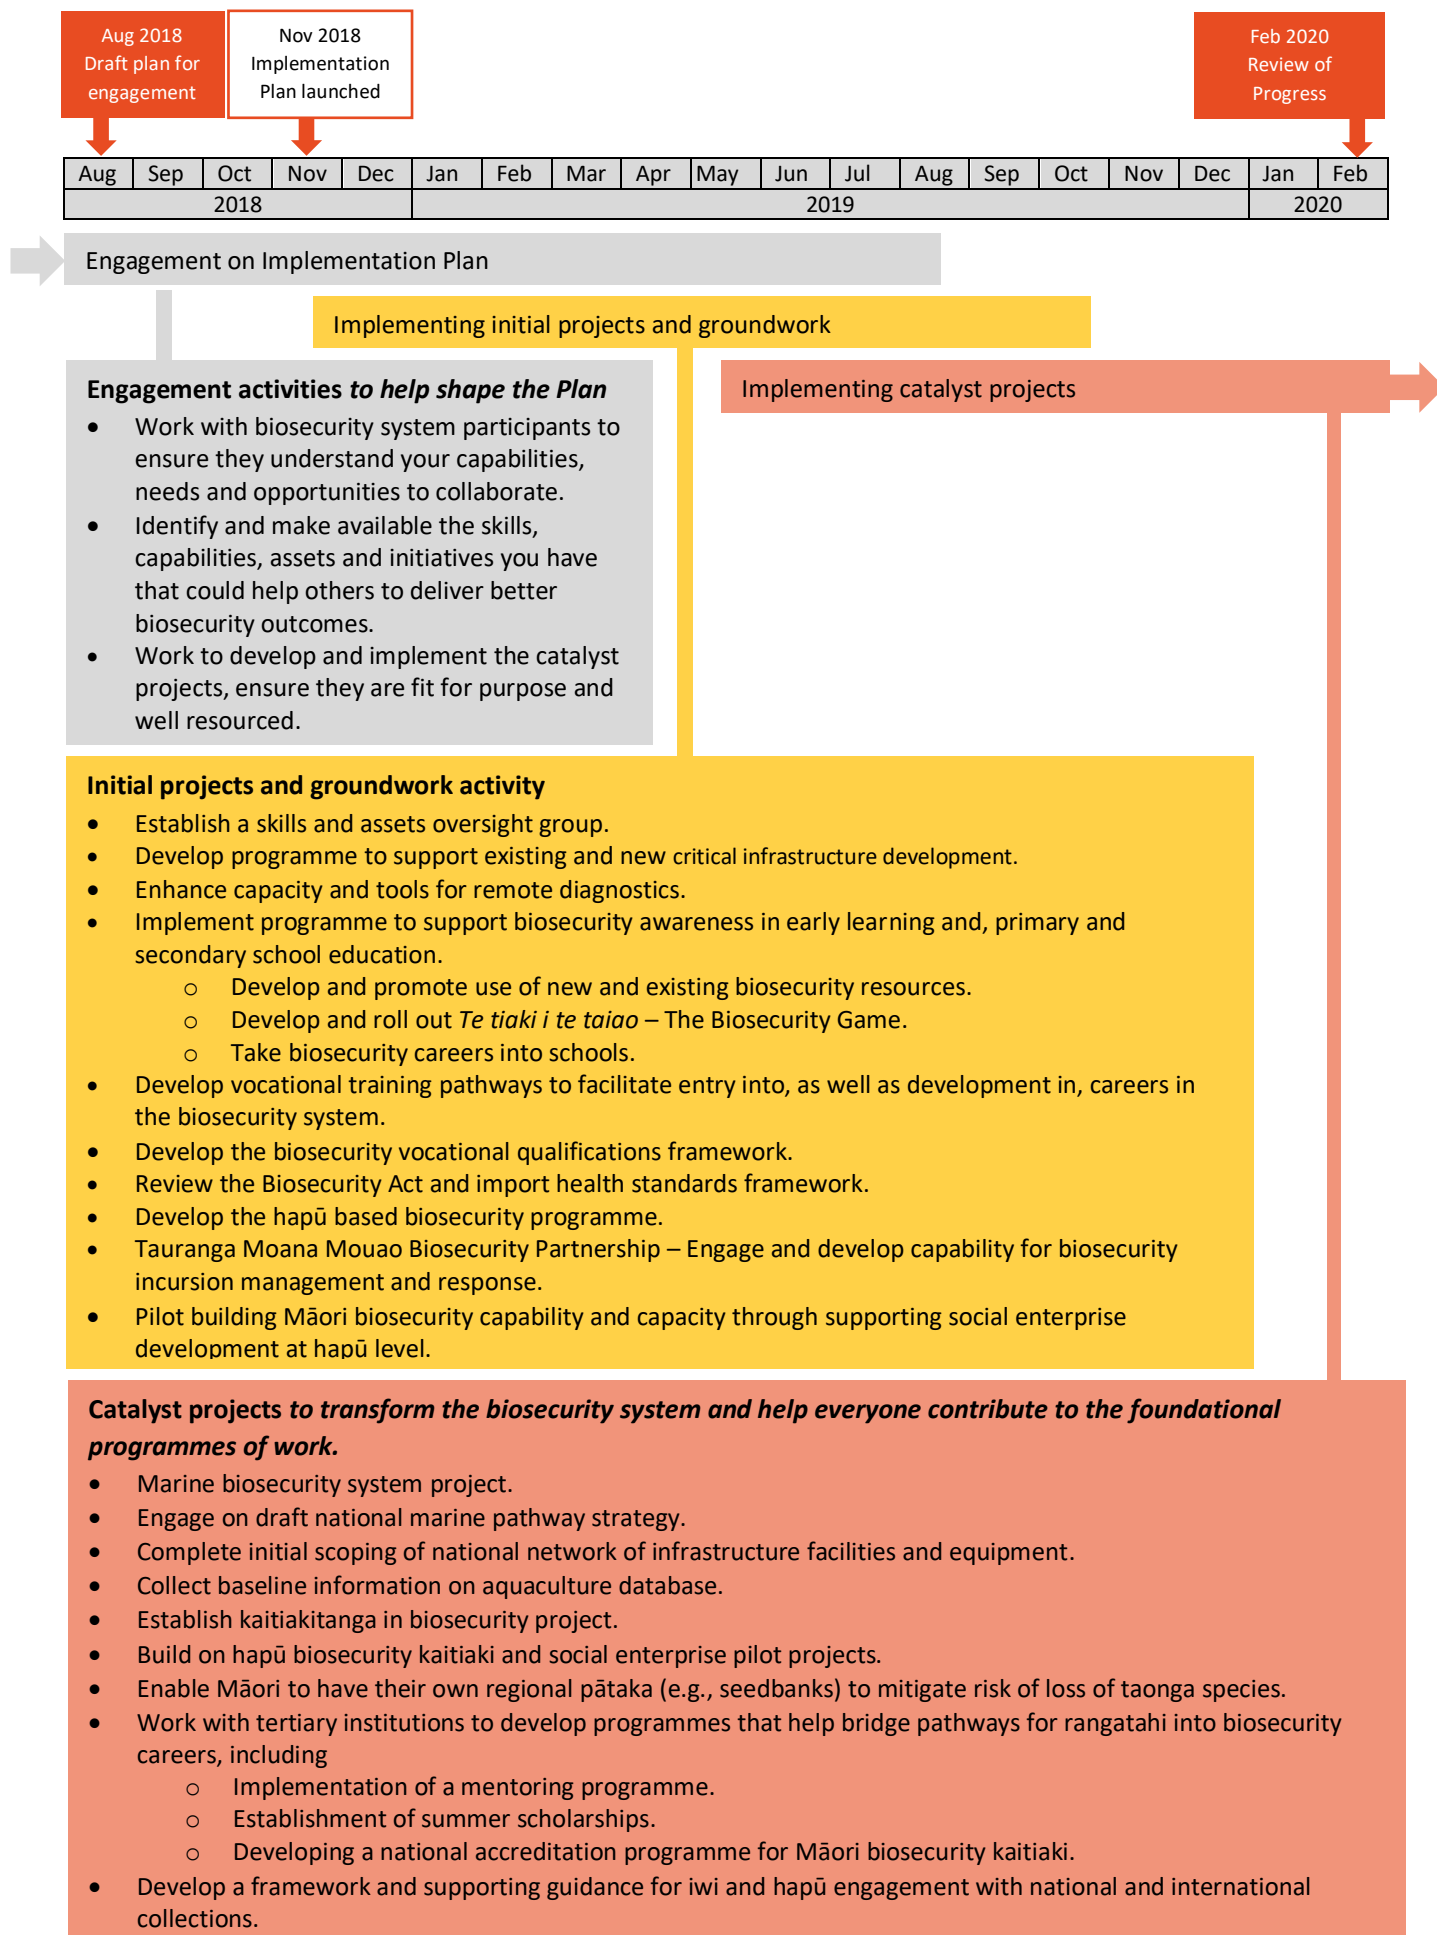 Aug 2018
Draft plan for
engagement
Nov 2018
Implementation
Plan launched
Feb 2020
Review of
Progress
Aug Sep Oct Nov Dec Jan Feb Mar Apr May Jun Jul Aug Sep Oct Nov Dec Jan Feb
2018 2019 2020
Engagement on Implementation Plan
Implementing initial projects and groundwork
Implementing catalyst projects
Engagement activities to help shape the Plan
• Work with biosecurity system participants to
ensure they understand your capabilities,
needs and opportunities to collaborate.
• Identify and make available the skills,
capabilities, assets and initiatives you have
that could help others to deliver better
biosecurity outcomes.
• Work to develop and implement the catalyst
projects, ensure they are fit for purpose and
well resourced.
Initial projects and groundwork activity
• Establish a skills and assets oversight group.
• Develop programme to support existing and new critical infrastructure development.
• Enhance capacity and tools for remote diagnostics.
• Implement programme to support biosecurity awareness in early learning and, primary and
secondary school education.
o Develop and promote use of new and existing biosecurity resources.
o Develop and roll out Te tiaki i te taiao – The Biosecurity Game.
o Take biosecurity careers into schools.
• Develop vocational training pathways to facilitate entry into, as well as development in, careers in
the biosecurity system.
• Develop the biosecurity vocational qualifications framework.
• Review the Biosecurity Act and import health standards framework.
• Develop the hapū based biosecurity programme.
• Tauranga Moana Mouao Biosecurity Partnership – Engage and develop capability for biosecurity
incursion management and response.
• Pilot building Māori biosecurity capability and capacity through supporting social enterprise
development at hapū level.
Catalyst projects to transform the biosecurity system and help everyone contribute to the foundational
programmes of work.
• Marine biosecurity system project.
• Engage on draft national marine pathway strategy.
• Complete initial scoping of national network of infrastructure facilities and equipment.
• Collect baseline information on aquaculture database.
• Establish kaitiakitanga in biosecurity project.
• Build on hapū biosecurity kaitiaki and social enterprise pilot projects.
• Enable Māori to have their own regional pātaka (e.g., seedbanks) to mitigate risk of loss of taonga species.
• Work with tertiary institutions to develop programmes that help bridge pathways for rangatahi into biosecurity
careers, including
o Implementation of a mentoring programme.
o Establishment of summer scholarships.
o Developing a national accreditation programme for Māori biosecurity kaitiaki.
• Develop a framework and supporting guidance for iwi and hapū engagement with national and international
collections.